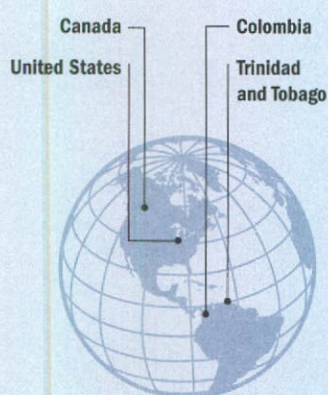 Canada
Colombia
United States
Trinidad
and Tobago